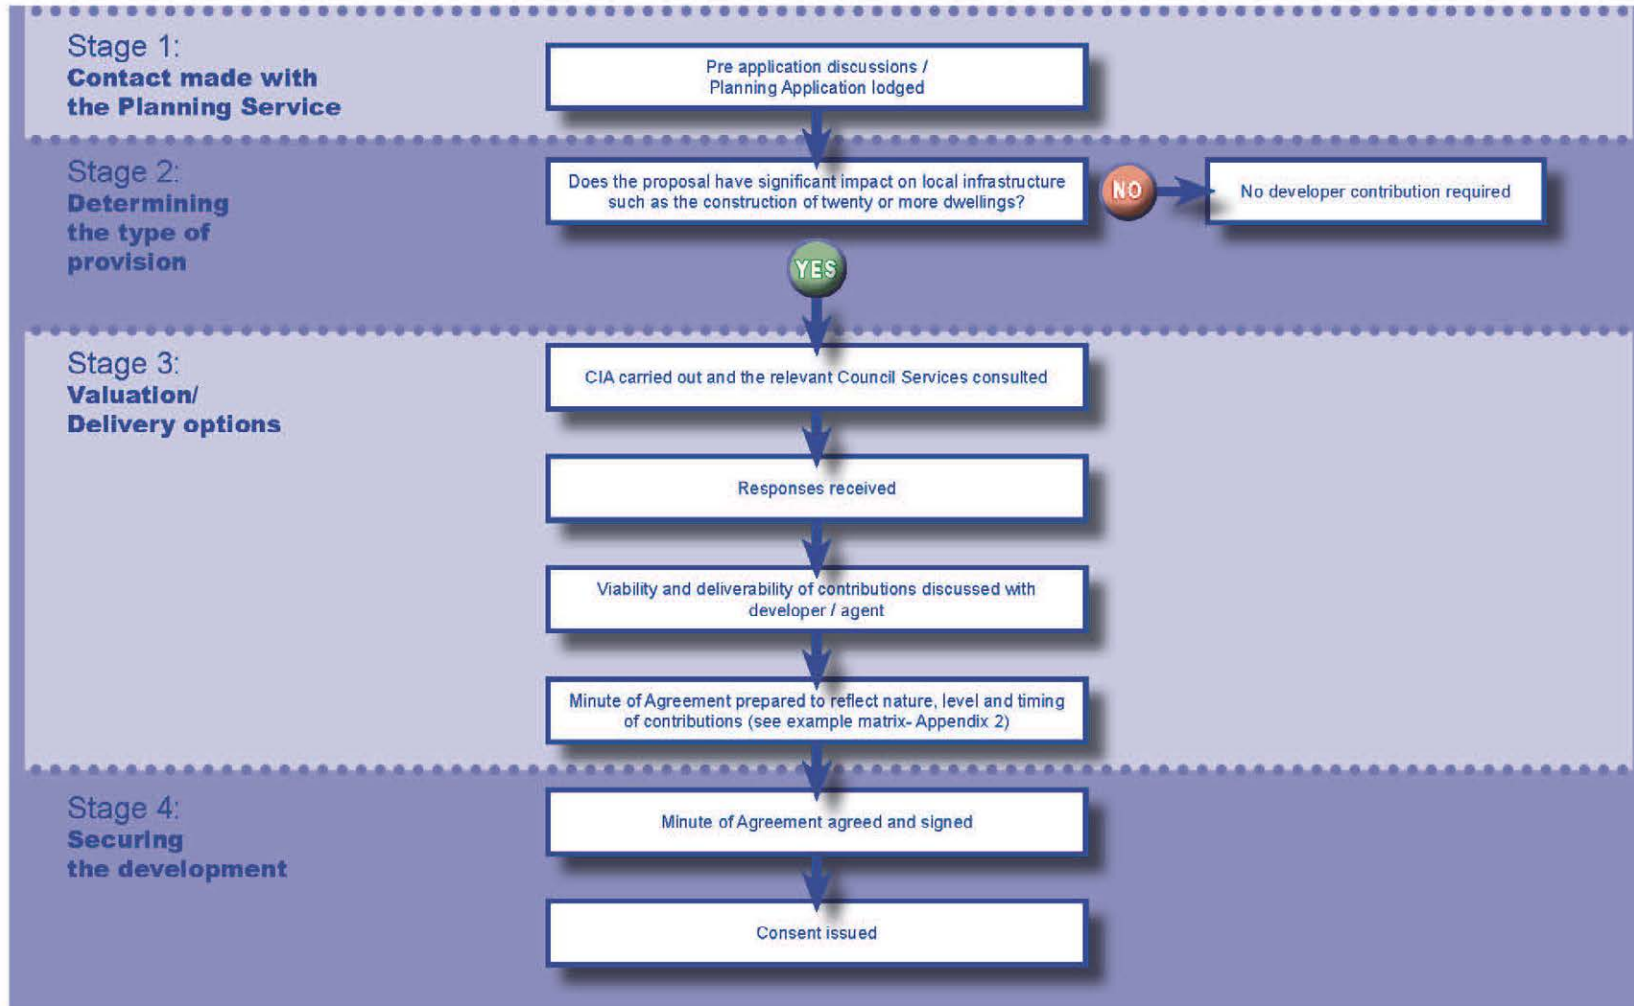 Stage 1:
Contact made with
the Planning Service
Pre application discussions /
Planning Application lodged
Stage 2:
Determining
the type of
provision
Does the proposal have significant impact on local infrastructure
such as the construction of twenty or more dwellings?
NO
No developer contribution required
YES
Stage 3:
Valuation/
Delivery options
CIA carried out and the relevant Council Services consulted
Responses received
Viability and deliverability of contributions discussed with
developer / agent
Minute of Agreement prepared to reflect nature, level and timing
of contributions (see example matrix- Appendix 2)
Stage 4:
Securing
the development
Minute of Agreement agreed and signed
Consent issued